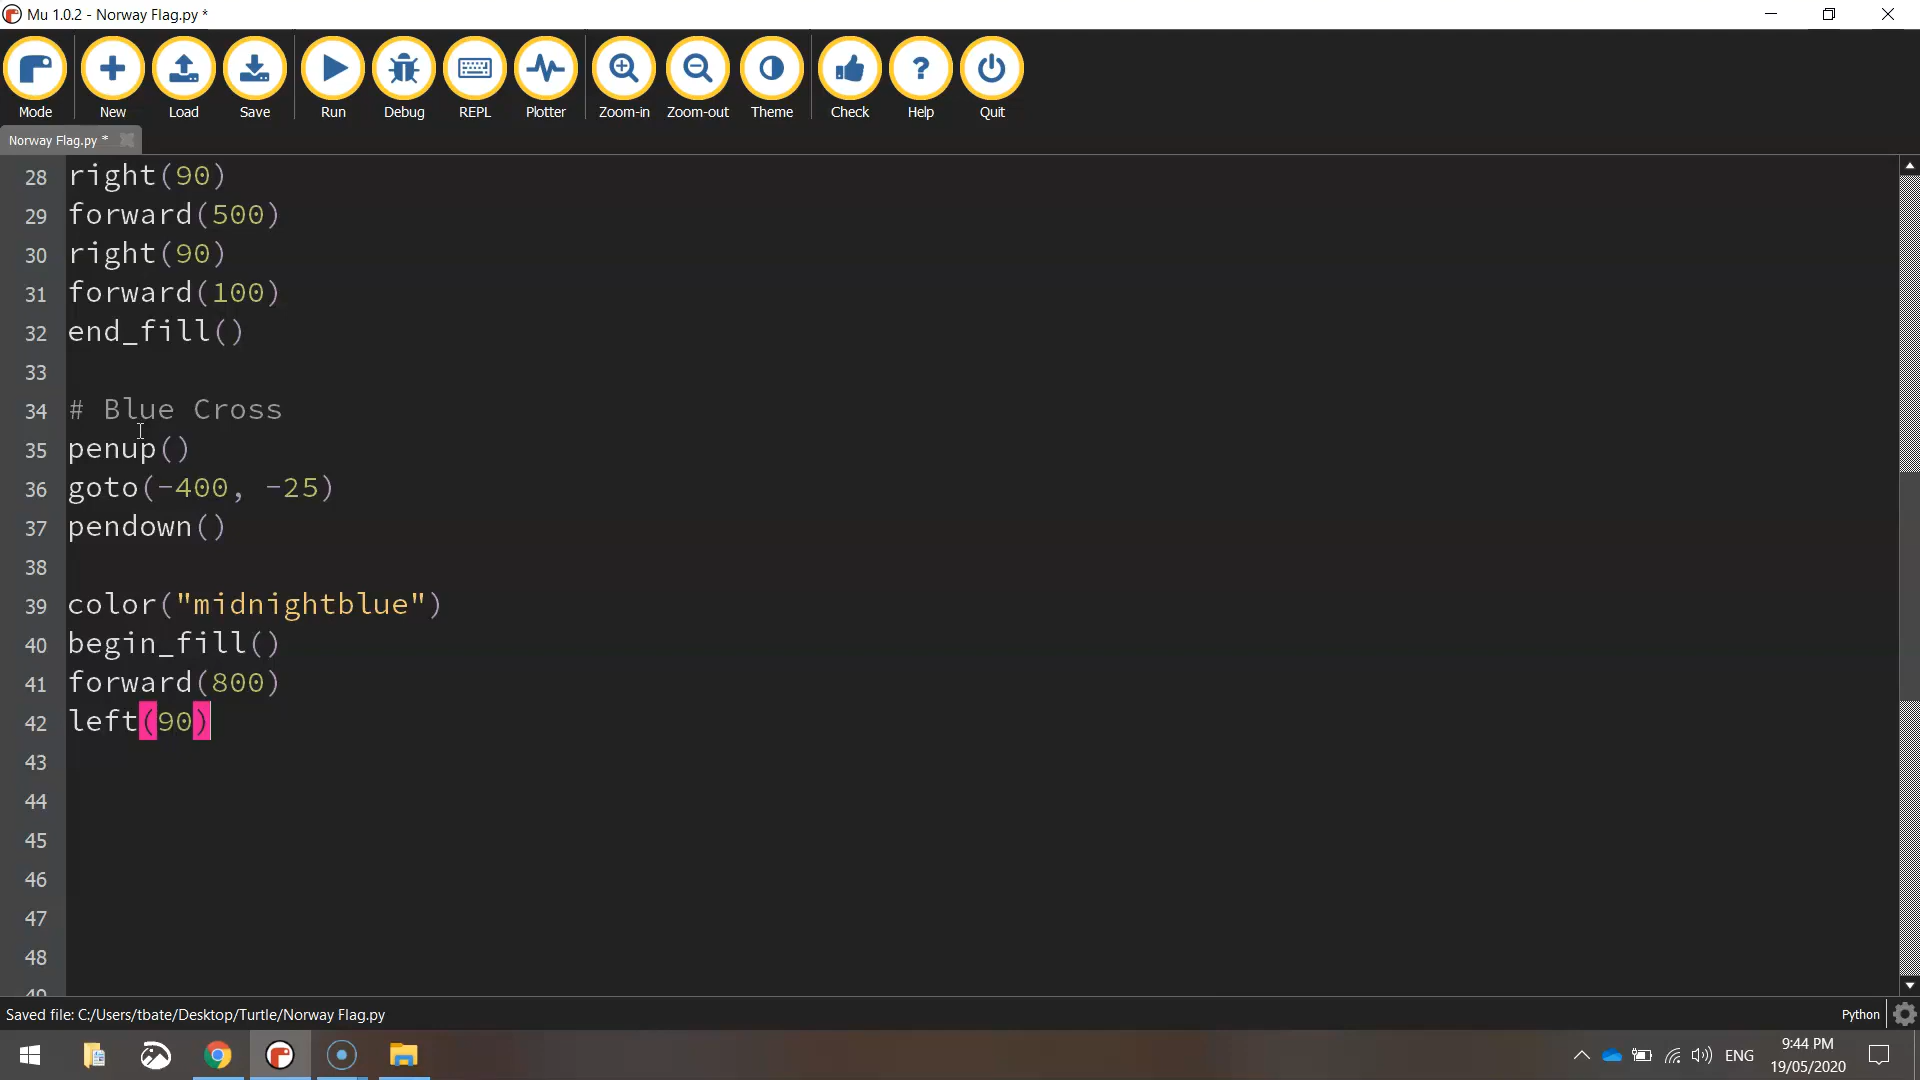 Mu 1.0.2 - Norway Flag.py *
Mode New Load Save Run Debug REPL Plotter Zoom-in Zoom-out Theme Check Help Quit
Norway Flag.py *
28 right(90)
29 forward(500)
30 right(90)
31 forward(100)
32 end_fill()
33
34 # Blue Cross
35 penup()
36 goto(-400, -25)
37 pendown()
38
39 color("midnightblue")
40 begin_fill()
41 forward(800)
42 left(90)
43
44
45
46
47
48
49
Saved file: C:/Users/tbate/Desktop/Turtle/Norway Flag.py Python
ENG 9:44 PM
19/05/2020